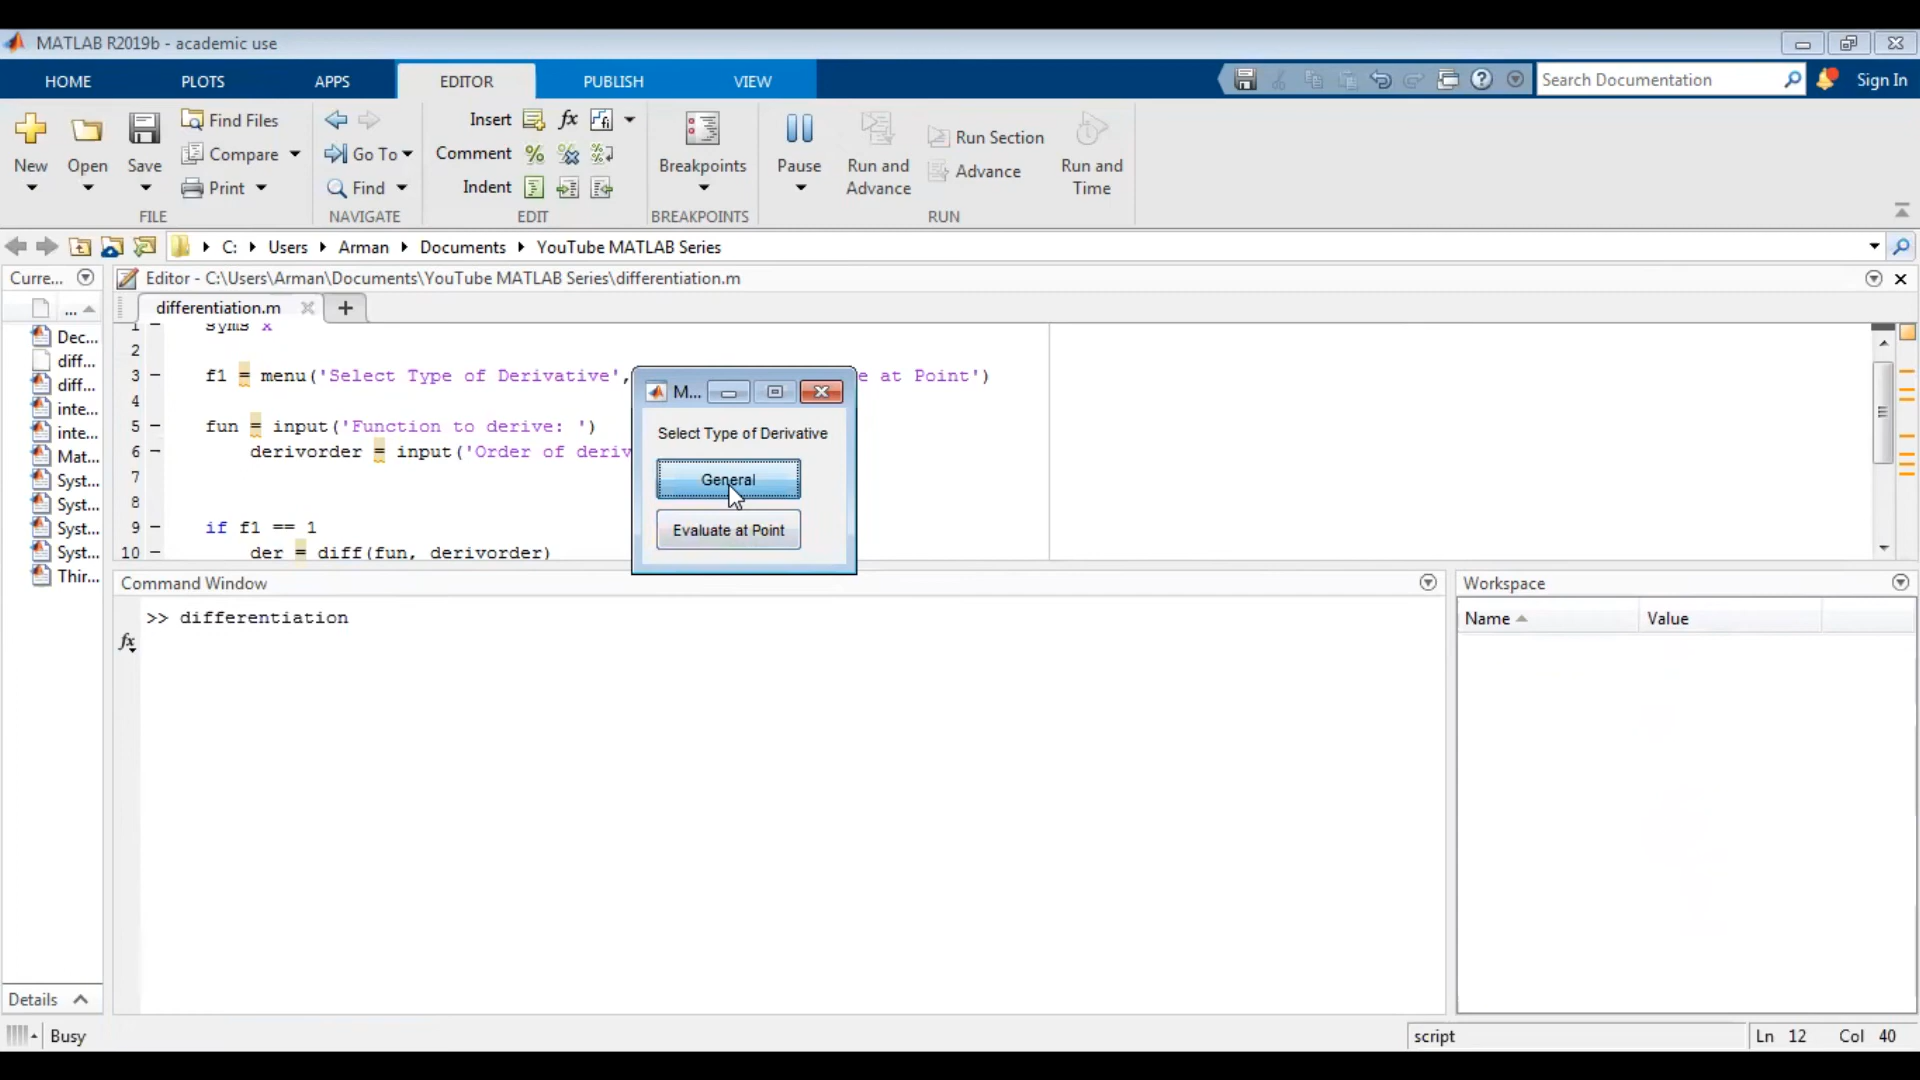 MATLAB R2019b - academic use
HOME PLOTS APPS EDITOR PUBLISH VIEW Search Documentation Sign In
New Open Save Find Files Compare Print
FILE
Go To Find
NAVIGATE
Insert fx
Comment
Indent
EDIT
Breakpoints
BREAKPOINTS
Pause Run and Advance Run Section Advance Run and Time
RUN
C: Users Arman Documents YouTube MATLAB Series
Curre... Editor - C:\Users\Arman\Documents\YouTube MATLAB Series\differentiation.m
differentiation.m
...
Dec...
diff...
diff...
inte...
inte...
Mat...
Syst...
Syst...
Syst...
Syst...
Thir...
1 syms x
2
3 f1 = menu('Select Type of Derivative', e at Point')
4
5 fun = input('Function to derive: ')
6 derivorder = input('Order of deriv
7
8
9 if f1 == 1
10 der = diff(fun, derivorder)
M...
Select Type of Derivative
General
Evaluate at Point
Command Window
>> differentiation
fx
Workspace
Name Value
Details
Busy script Ln 12 Col 40